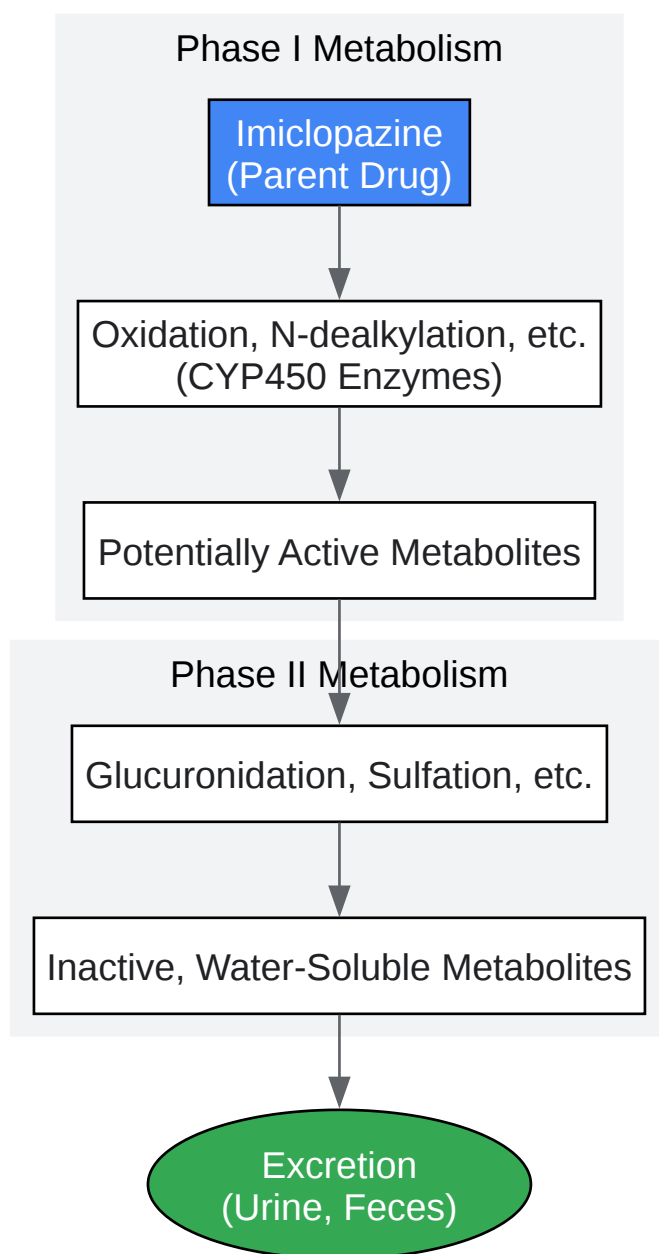 Phase I Metabolism
Imiclopazine
(Parent Drug)
Oxidation, N-dealkylation, etc.
(CYP450 Enzymes)
Potentially Active Metabolites
Phase II Metabolism
Glucuronidation, Sulfation, etc.
Inactive, Water-Soluble Metabolites
Excretion
(Urine, Feces)